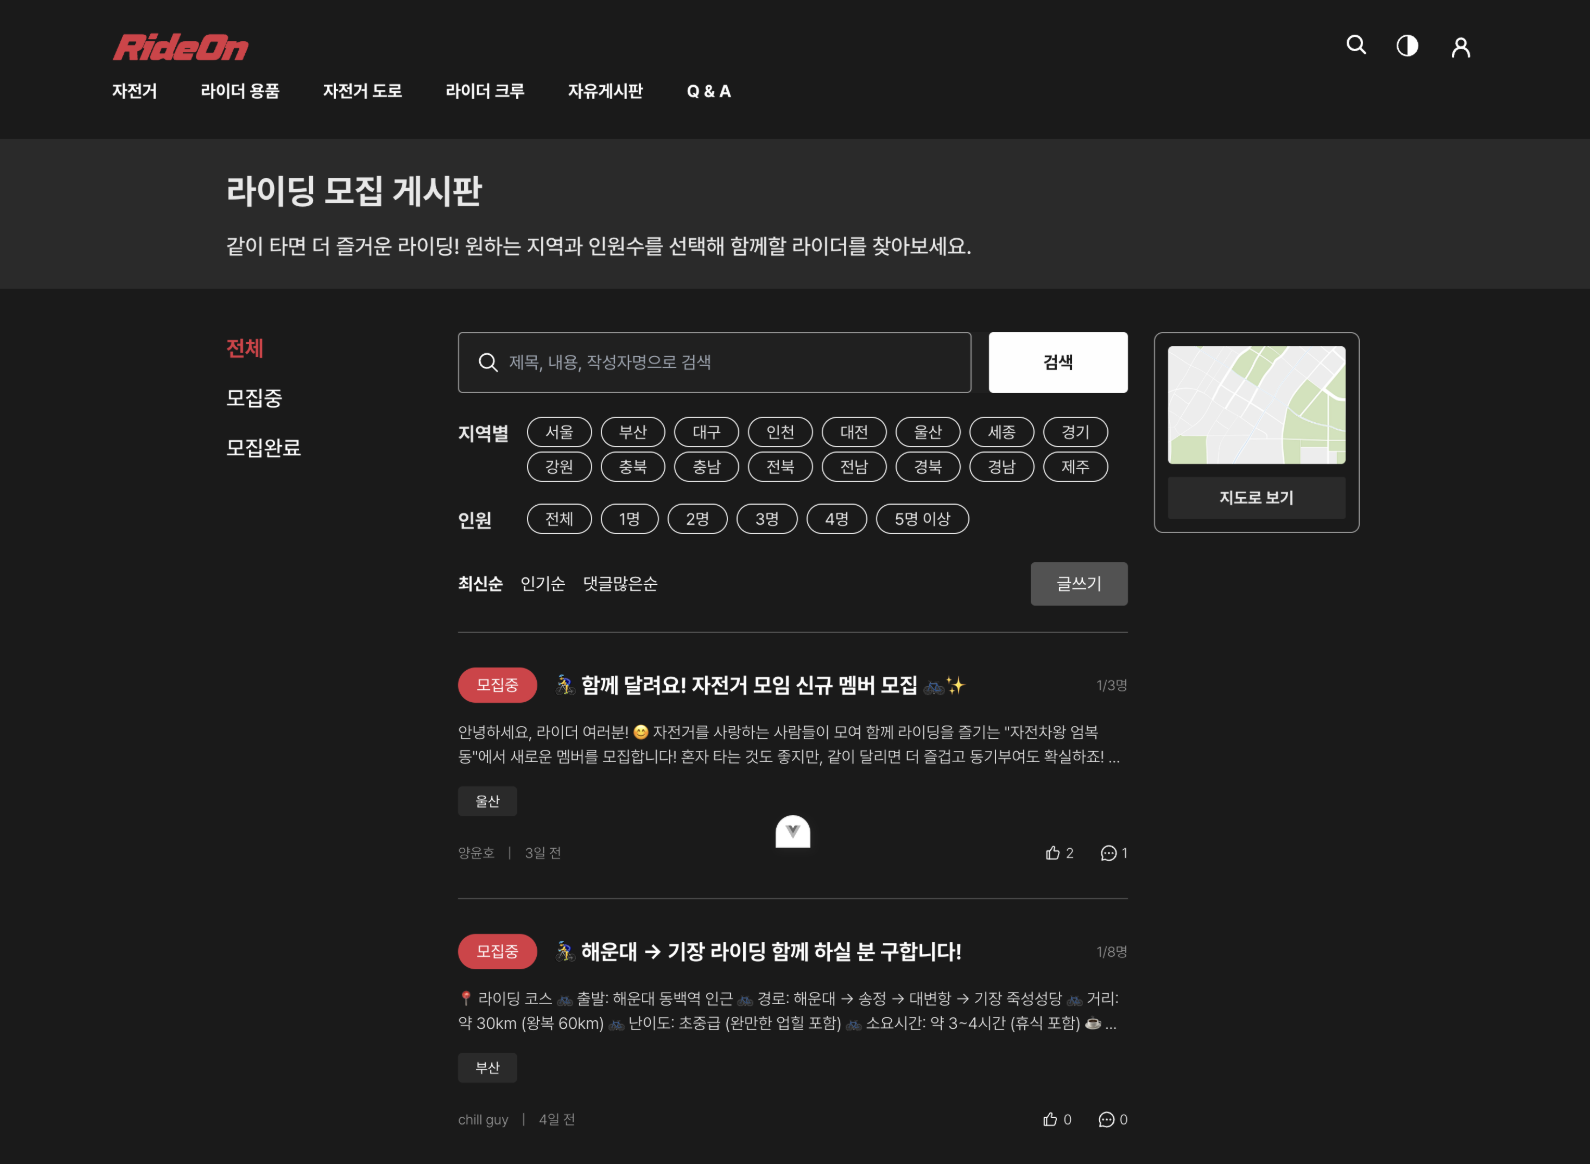 RideOn
자전거 라이더 용품 자전거 도로 라이더 크루 자유게시판 Q & A
라이딩 모집 게시판
같이 타면 더 즐거운 라이딩! 원하는 지역과 인원수를 선택해 함께할 라이더를 찾아보세요.
전체
모집중
모집완료
제목, 내용, 작성자명으로 검색
검색
지역별 서울 부산 대구 인천 대전 울산 세종 경기
강원 충북 충남 전북 전남 경북 경남 제주
인원 전체 1명 2명 3명 4명 5명 이상
최신순 인기순 댓글많은순
글쓰기
지도로 보기
모집중 🚴 함께 달려요! 자전거 모임 신규 멤버 모집 🚲✨ 1/3명
안녕하세요, 라이더 여러분! 😊 자전거를 사랑하는 사람들이 모여 함께 라이딩을 즐기는 "자전차왕 엄복
동"에서 새로운 멤버를 모집합니다! 혼자 타는 것도 좋지만, 같이 달리면 더 즐겁고 동기부여도 확실하죠! ...
울산
양윤호 | 3일 전 2 1
모집중 🚴 해운대 → 기장 라이딩 함께 하실 분 구합니다! 1/8명
📍 라이딩 코스 🚲 출발: 해운대 동백역 인근 🚲 경로: 해운대 → 송정 → 대변항 → 기장 죽성성당 🚲 거리:
약 30km (왕복 60km) 🚲 난이도: 초중급 (완만한 업힐 포함) 🚲 소요시간: 약 3~4시간 (휴식 포함) ☕ ...
부산
chill guy | 4일 전 0 0